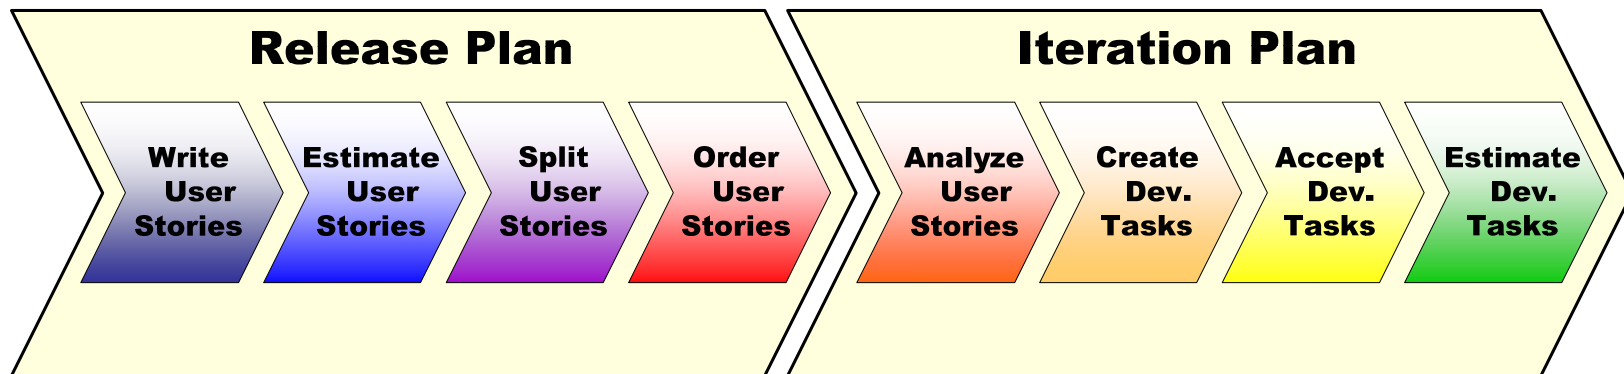 Release Plan
Write
User
Stories
Estimate
User
Stories
Split
User
Stories
Order
User
Stories
Iteration Plan
Analyze
User
Stories
Create
Dev.
Tasks
Accept
Dev.
Tasks
Estimate
Dev.
Tasks